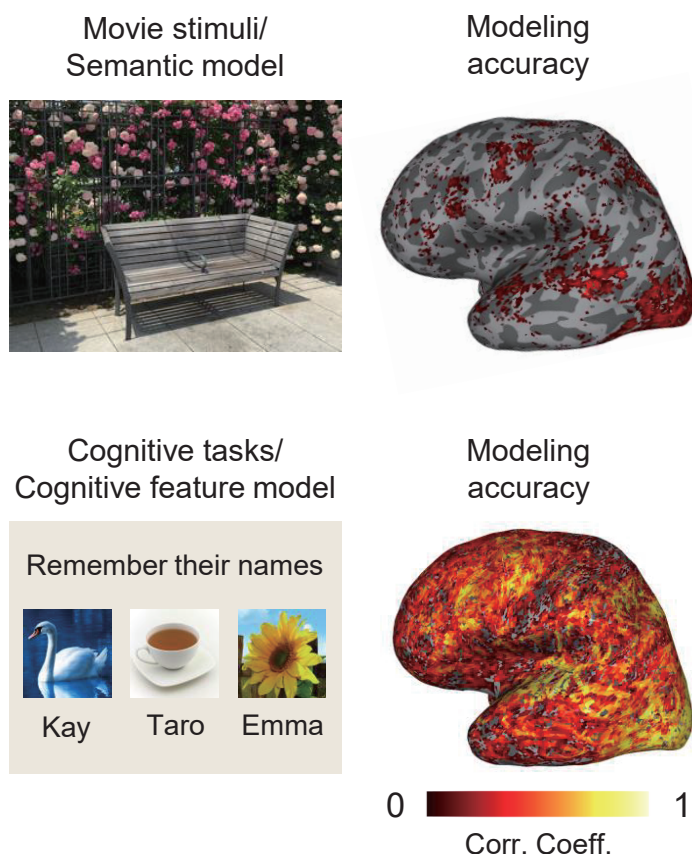 Movie stimuli/
Semantic model
Modeling
accuracy
Cognitive tasks/
Cognitive feature model
Modeling
accuracy
Remember their names
Kay
Taro
Emma
0
1
Corr. Coeff.